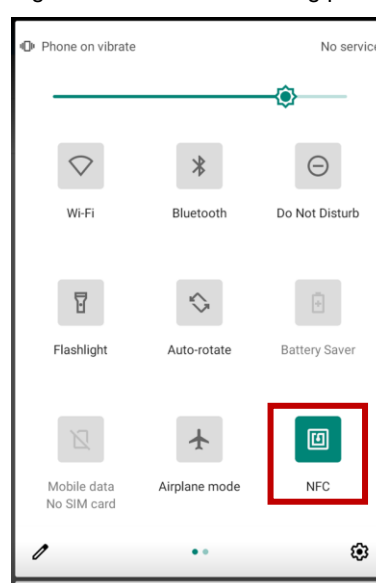 Phone on vibrate No service
Wi-Fi Bluetooth Do Not Disturb
Flashlight Auto-rotate Battery Saver
Mobile data Airplane mode NFC
No SIM card